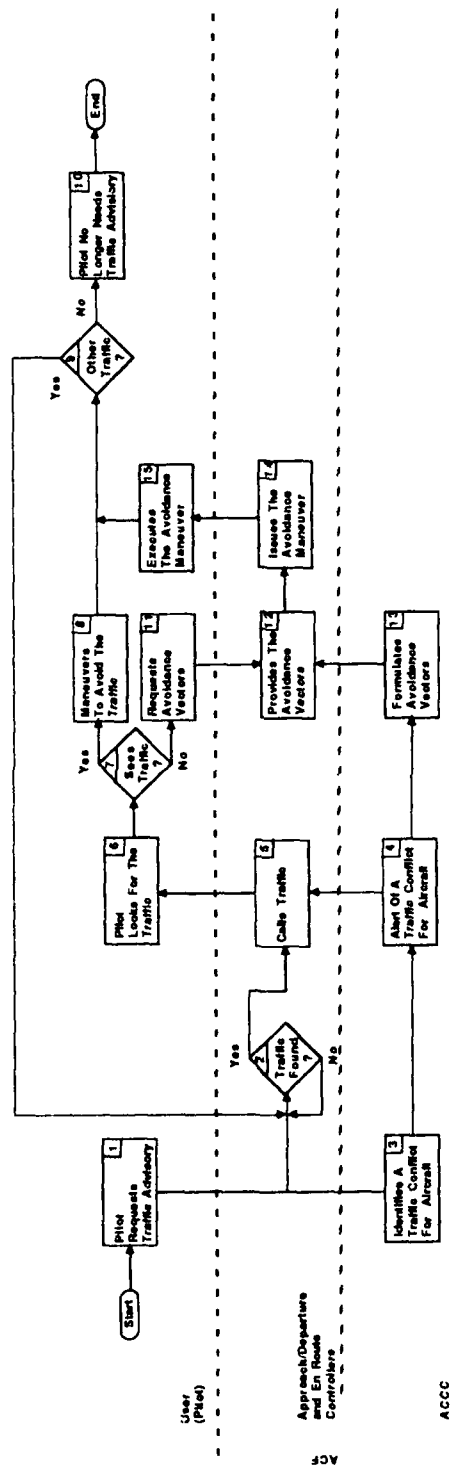 Start
1
Pilot
Requests
Traffic Advisory
2
Traffic
Found
?
Yes
No
3
Identifies A
Traffic Conflict
For Aircraft
4
Alert Of A
Traffic Conflict
For Aircraft
5
Calls Traffic
6
Pilot
Looks For The
Traffic
7
Sees
Traffic
?
Yes
No
8
Maneuvers
To Avoid The
Traffic
9
Other
Traffic
?
Yes
No
10
Pilot No
Longer Needs
Traffic Advisory
End
11
Requests
Avoidance
Vectors
12
Provides The
Avoidance
Vectors
13
Formulates
Avoidance
Vectors
14
Issues The
Avoidance
Maneuver
15
Executes
The Avoidance
Maneuver
User
(Pilot)
Approach/Departure
and En Route
Controllers
ACF
ACCC